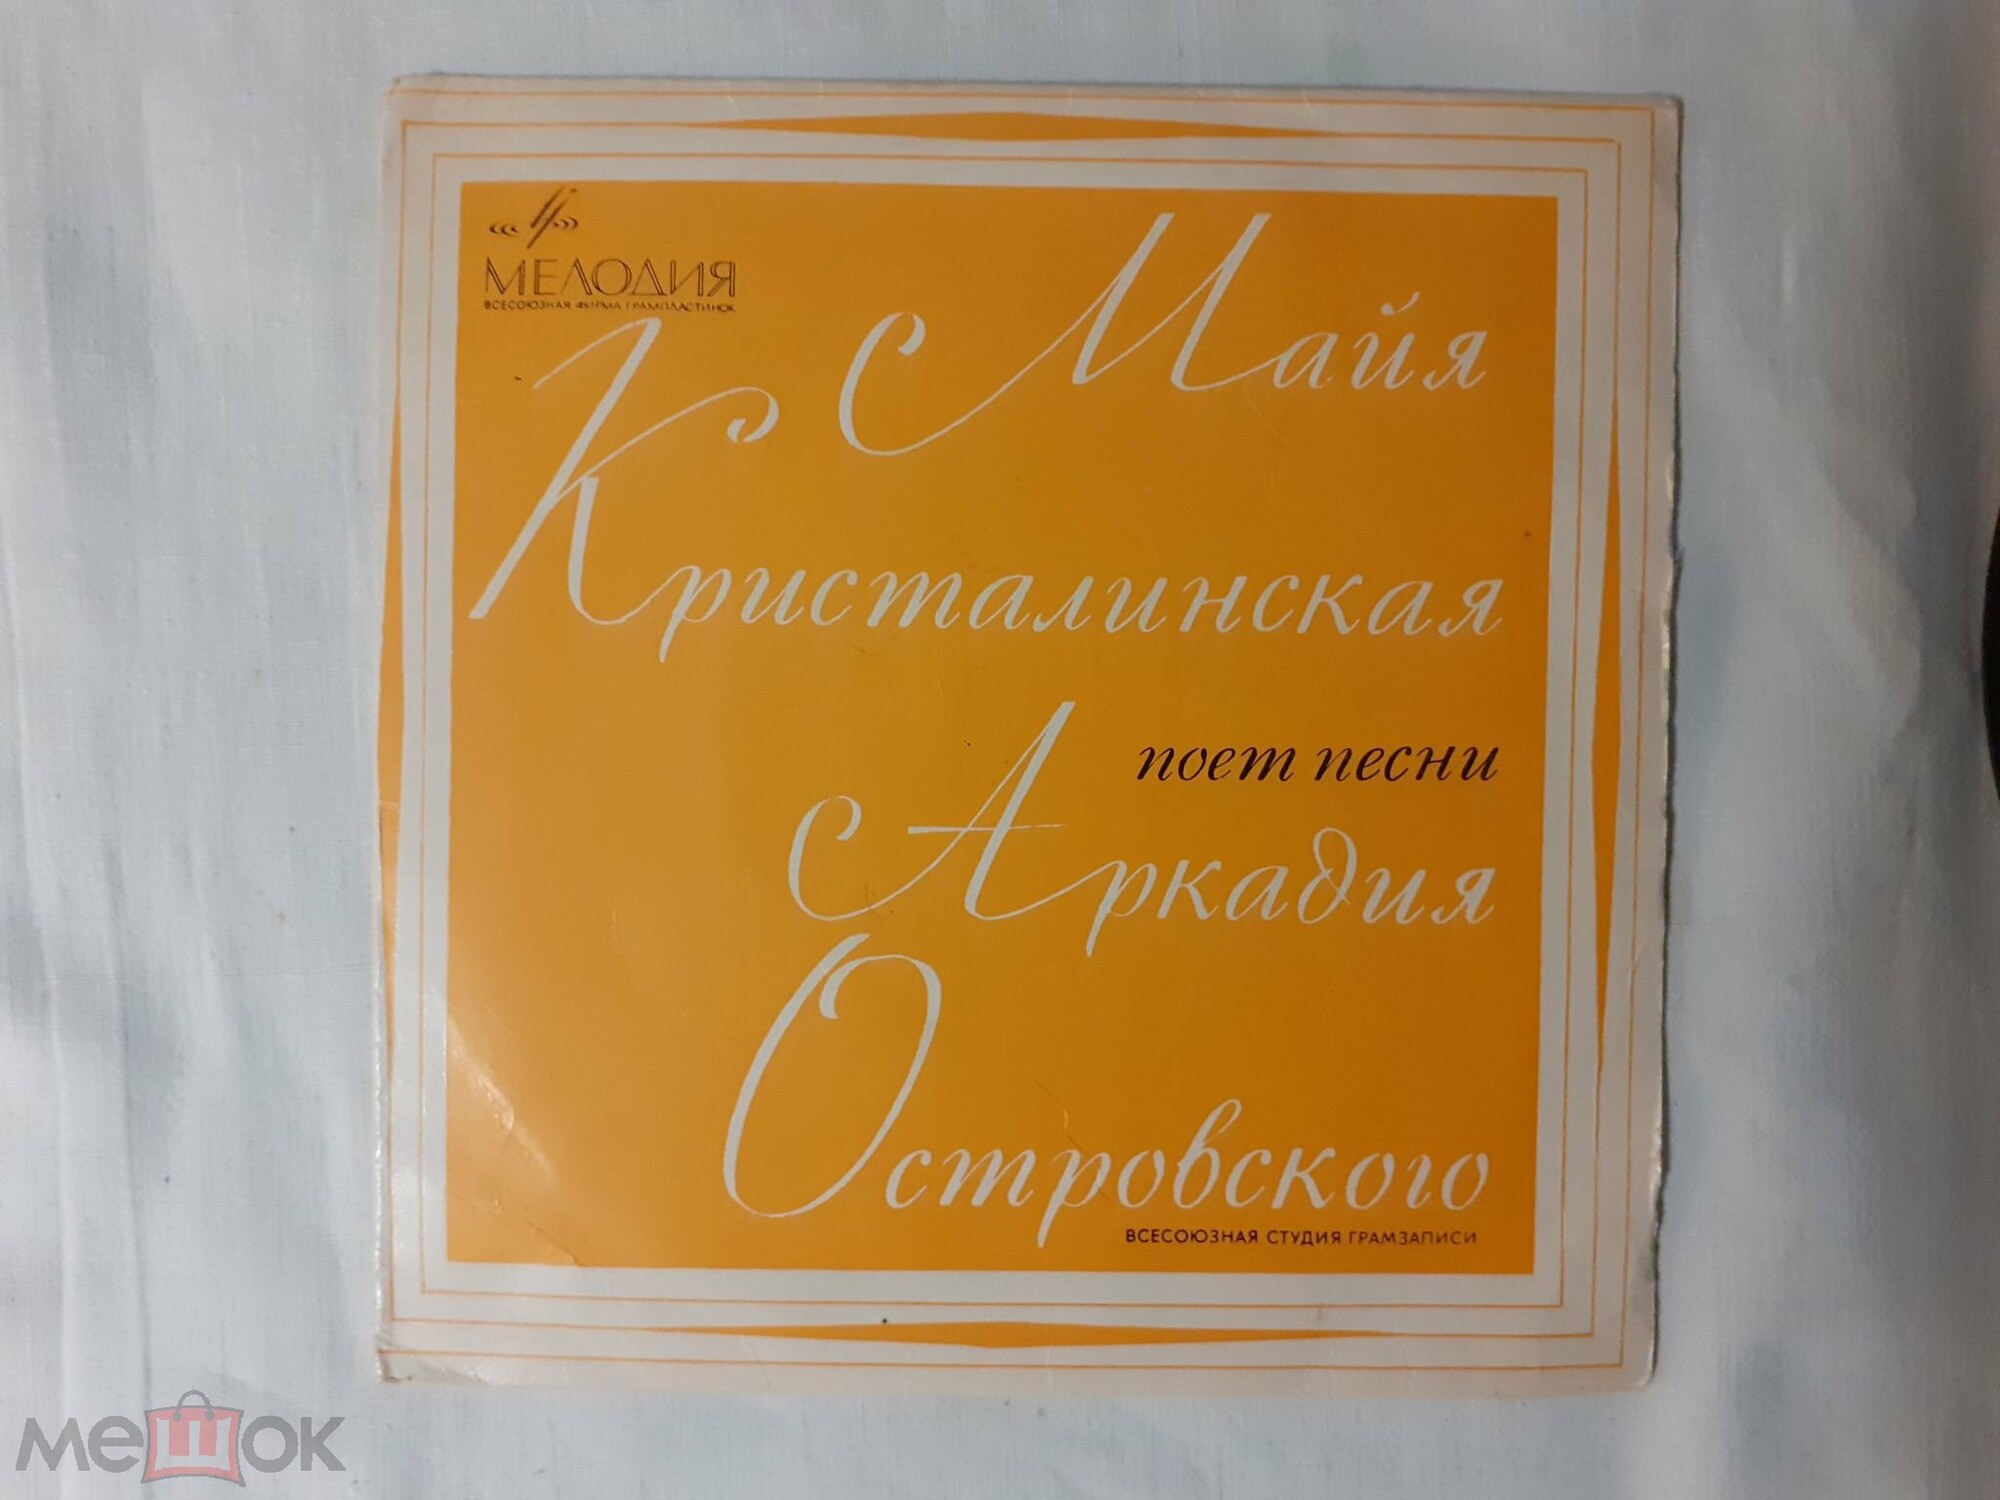 МЕЛОДИЯ
ВСЕСОЮЗНАЯ ФИРМА ГРАМПЛАСТИНОК
Майя
Кристалинская
поет песни
Аркадия
Островского
ВСЕСОЮЗНАЯ СТУДИЯ ГРАМЗАПИСИ
мешок